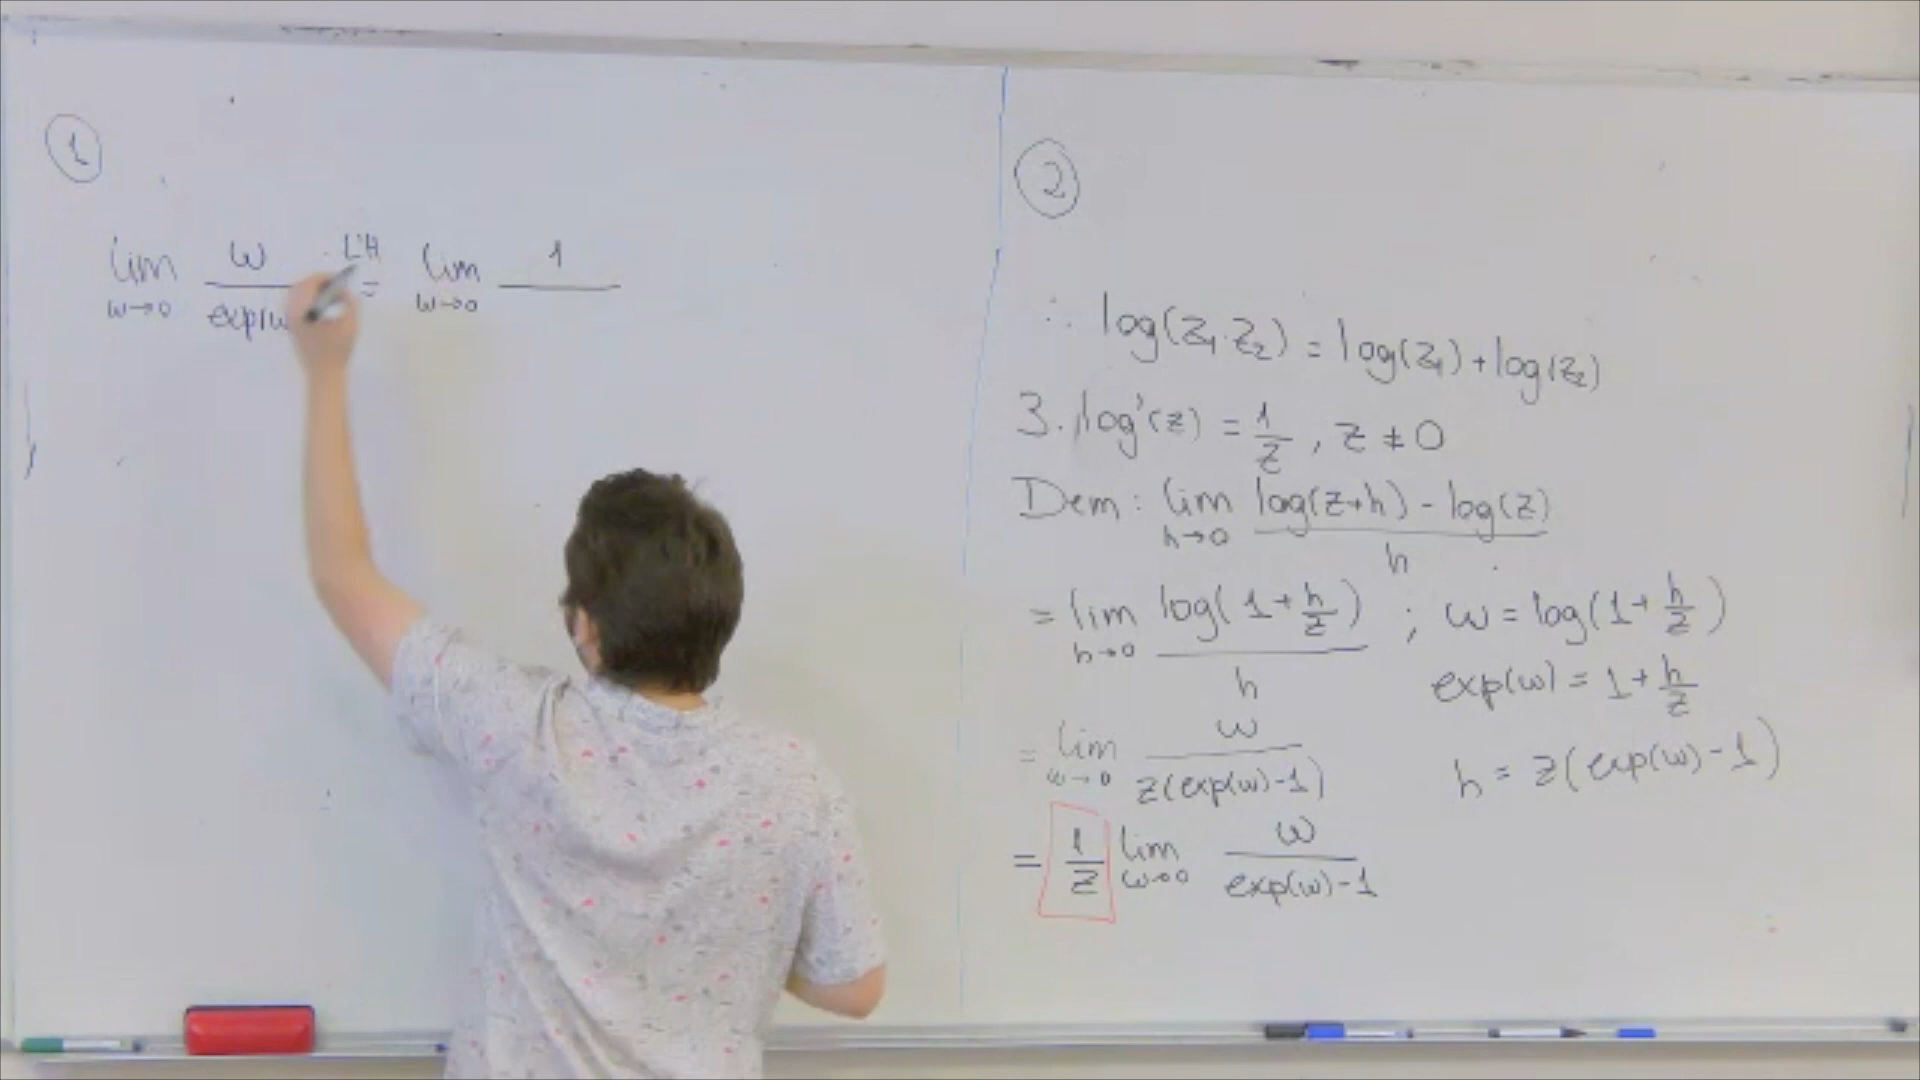 1
lim w→0 w / exp(w L'H = lim w→0 1 /
2
∴ log(z₁·z₂) = log(z₁) + log(z₂)
3. log'(z) = 1/z , z ≠ 0
Dem: lim h→0 log(z+h) - log(z) / h
= lim h→0 log(1 + h/z) / h ; w = log(1 + h/z)
exp(w) = 1 + h/z
= lim w→0 w / z(exp(w)-1) h = z(exp(w)-1)
= 1/z lim w→0 w / exp(w)-1